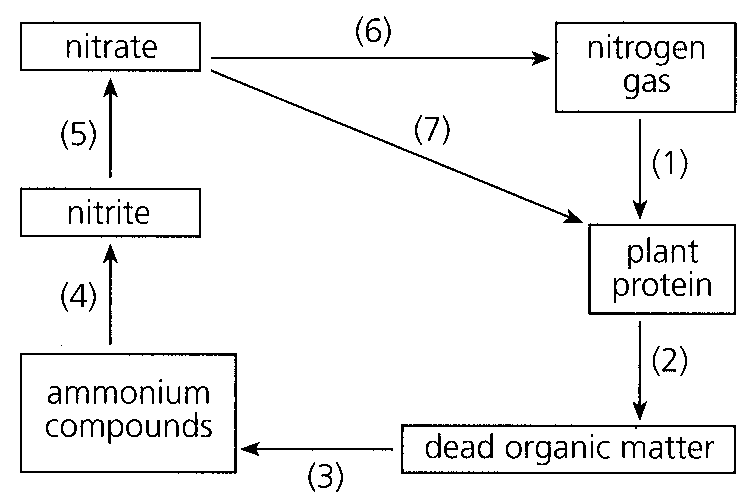 nitrate
(6)
nitrogen
gas
(5)
(7)
(1)
nitrite
plant
protein
(4)
(2)
ammonium
compounds
dead organic matter
(3)